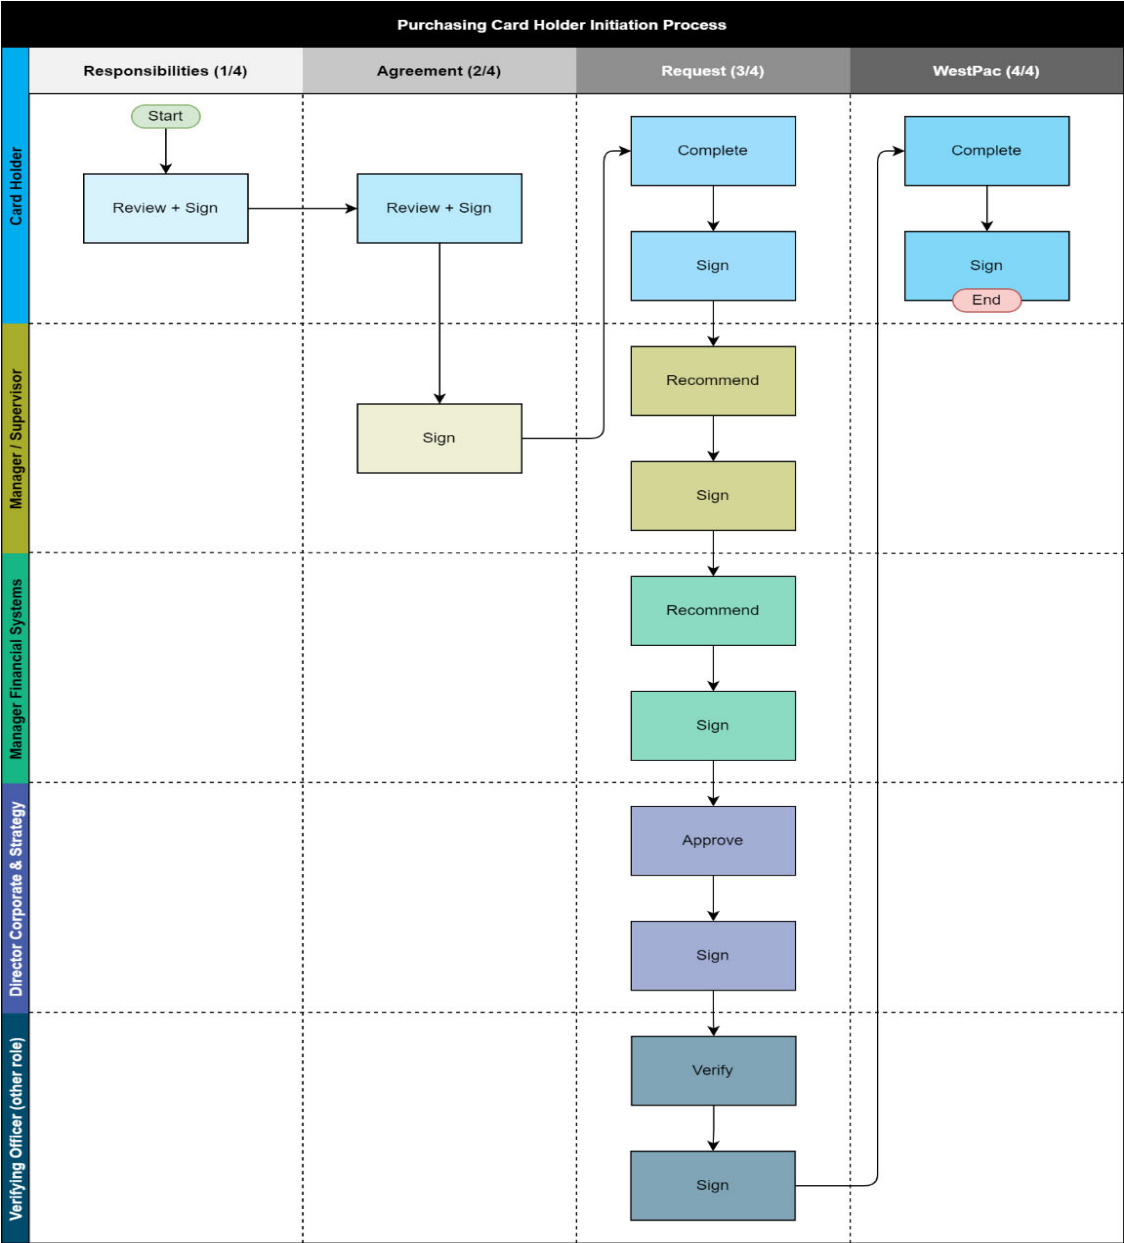 Purchasing Card Holder Initiation Process
Responsibilities (1/4)
Agreement (2/4)
Request (3/4)
WestPac (4/4)
Card Holder
Start
Review + Sign
Review + Sign
Complete
Sign
Complete
Sign
End
Manager / Supervisor
Sign
Recommend
Sign
Manager Financial Systems
Recommend
Sign
Director Corporate & Strategy
Approve
Sign
Verifying Officer (other role)
Verify
Sign